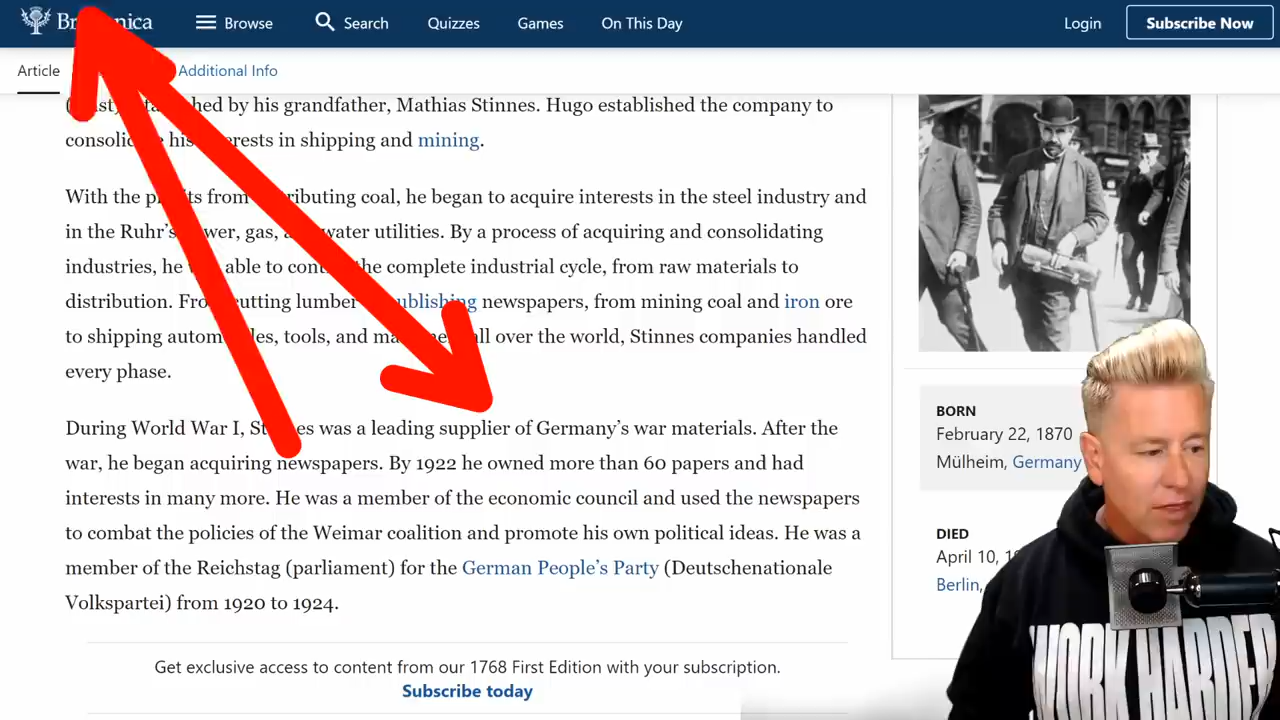 Browse
Search
Quizzes
Games
On This Day
Login
Subscribe Now
Article
Additional Info
by his grandfather, Mathias Stinnes. Hugo established the company to
his interests in shipping and mining.
With the profits from distributing coal, he began to acquire interests in the steel industry and
in the Ruhr's power, gas, and water utilities. By a process of acquiring and consolidating
industries, he was able to control the complete industrial cycle, from raw materials to
distribution. From cutting lumber publishing newspapers, from mining coal and iron ore
to shipping automobiles, tools, and all over the world, Stinnes companies handled
every phase.
During World War I, Stinnes was a leading supplier of Germany's war materials. After the
war, he began acquiring newspapers. By 1922 he owned more than 60 papers and had
interests in many more. He was a member of the economic council and used the newspapers
to combat the policies of the Weimar coalition and promote his own political ideas. He was a
member of the Reichstag (parliament) for the German People's Party (Deutschenationale
Volkspartei) from 1920 to 1924.
Get exclusive access to content from our 1768 First Edition with your subscription.
Subscribe today
BORN
February 22, 1870
Mülheim, Germany
DIED
April 10,
Berlin,
WORK HARDER